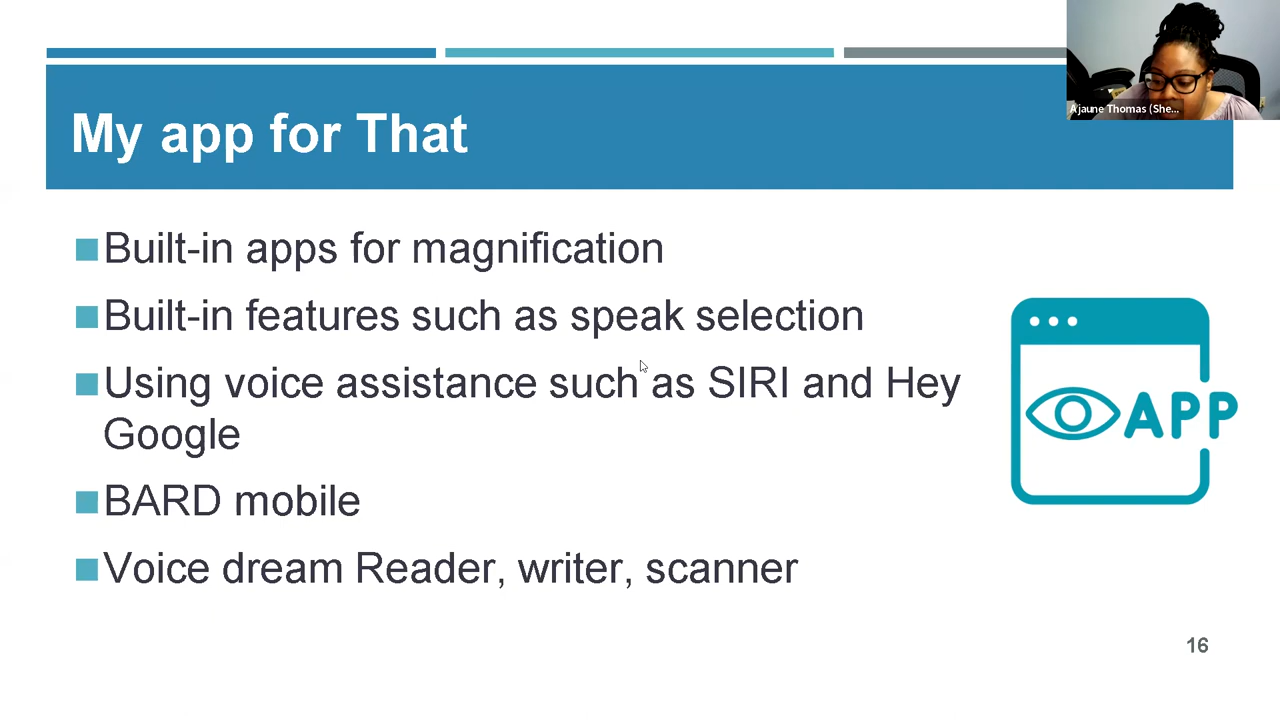 Ajaune Thomas (She...
My app for That
Built-in apps for magnification
Built-in features such as speak selection
Using voice assistance such as SIRI and Hey
Google
BARD mobile
Voice dream Reader, writer, scanner
APP
16